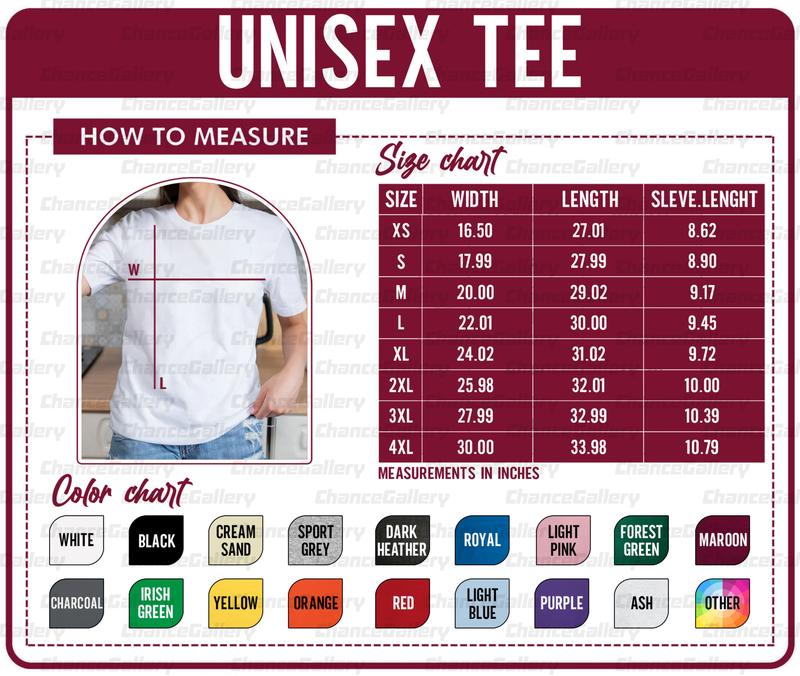 UNISEX TEE
HOW TO MEASURE
W
L
Size chart
SIZE WIDTH LENGTH SLEVE.LENGHT
XS 16.50 27.01 8.62
S 17.99 27.99 8.90
M 20.00 29.02 9.17
L 22.01 30.00 9.45
XL 24.02 31.02 9.72
2XL 25.98 32.01 10.00
3XL 27.99 32.99 10.39
4XL 30.00 33.98 10.79
MEASUREMENTS IN INCHES
Color chart
WHITE
BLACK
CREAM
SAND
SPORT
GREY
DARK
HEATHER
ROYAL
LIGHT
PINK
FOREST
GREEN
MAROON
CHARCOAL
IRISH
GREEN
YELLOW
ORANGE
RED
LIGHT
BLUE
PURPLE
ASH
OTHER
ChanceGallery